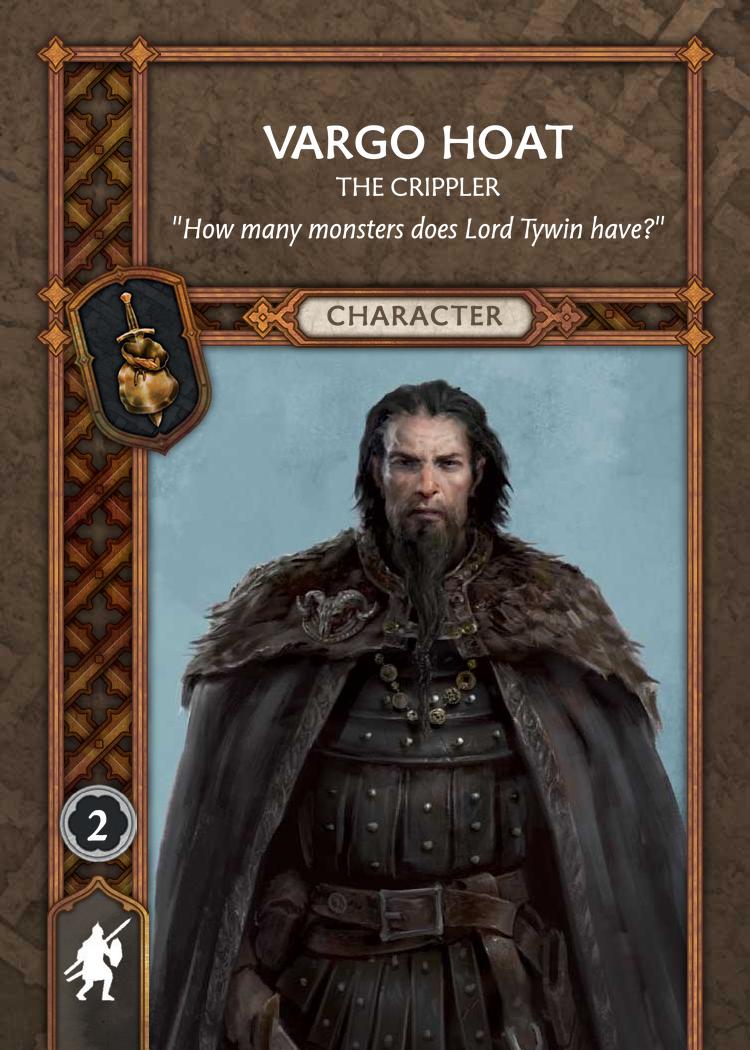 VARGO HOAT
THE CRIPPLER
"How many monsters does Lord Tywin have?"
CHARACTER
2